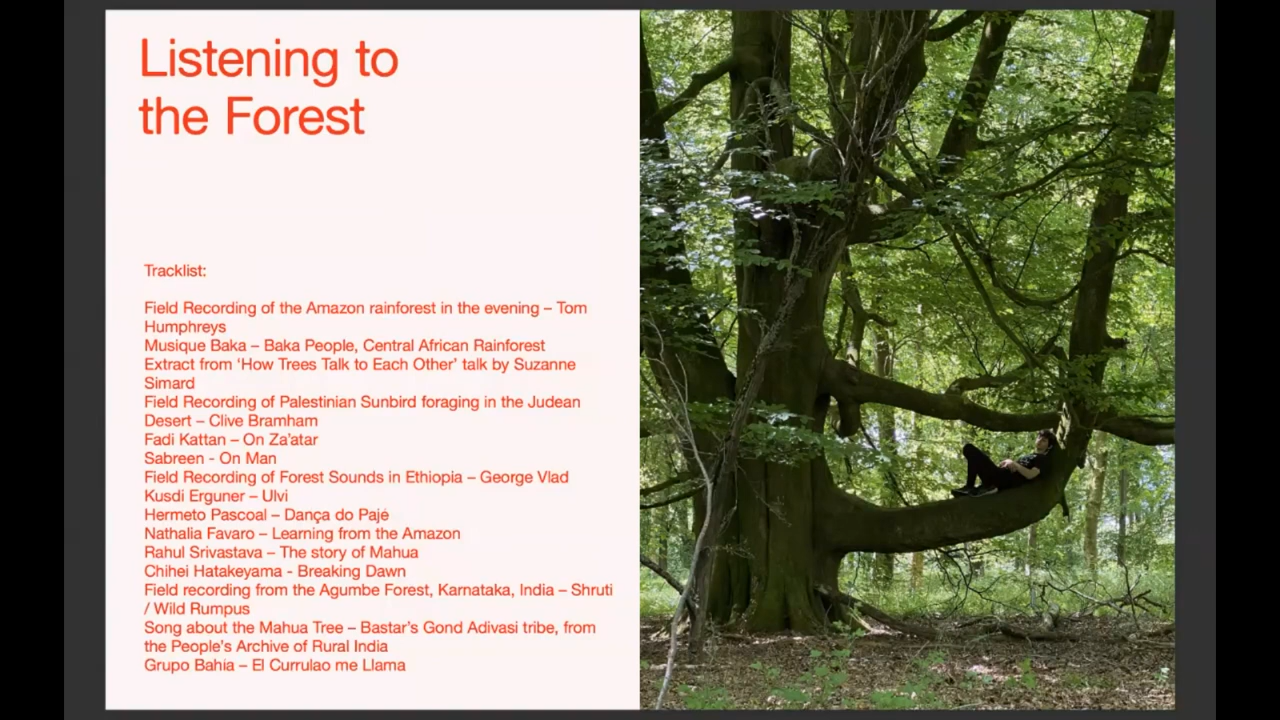 Listening to
the Forest
Tracklist:
Field Recording of the Amazon rainforest in the evening – Tom
Humphreys
Musique Baka – Baka People, Central African Rainforest
Extract from ‘How Trees Talk to Each Other’ talk by Suzanne
Simard
Field Recording of Palestinian Sunbird foraging in the Judean
Desert – Clive Bramham
Fadi Kattan – On Za’atar
Sabreen - On Man
Field Recording of Forest Sounds in Ethiopia – George Vlad
Kusdi Erguner – Ulvi
Hermeto Pascoal – Dança do Pajé
Nathalia Favaro – Learning from the Amazon
Rahul Srivastava – The story of Mahua
Chihei Hatakeyama - Breaking Dawn
Field recording from the Agumbe Forest, Karnataka, India – Shruti
/ Wild Rumpus
Song about the Mahua Tree – Bastar’s Gond Adivasi tribe, from
the People’s Archive of Rural India
Grupo Bahía – El Currulao me Llama